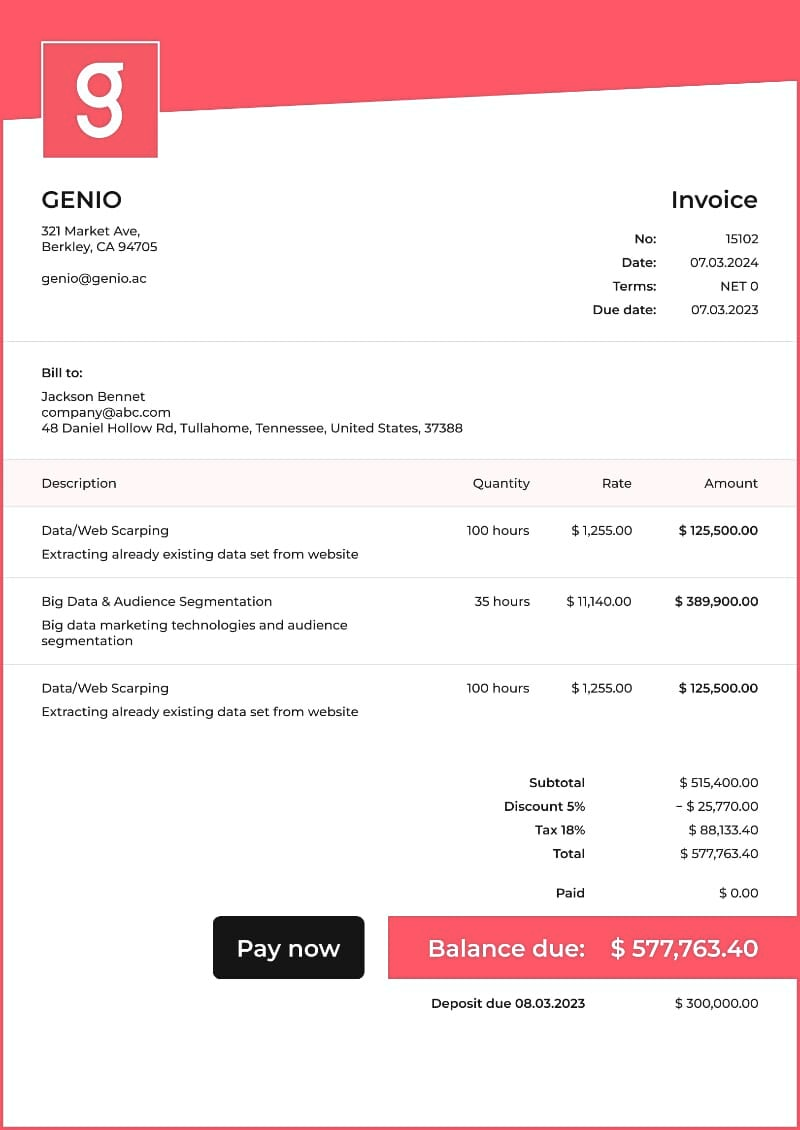 g
GENIO
321 Market Ave,
Berkley, CA 94705
genio@genio.ac
Invoice
No: 15102
Date: 07.03.2024
Terms: NET 0
Due date: 07.03.2023
Bill to:
Jackson Bennet
company@abc.com
48 Daniel Hollow Rd, Tullahome, Tennessee, United States, 37388
Description Quantity Rate Amount
Data/Web Scarping 100 hours $ 1,255.00 $ 125,500.00
Extracting already existing data set from website
Big Data & Audience Segmentation 35 hours $ 11,140.00 $ 389,900.00
Big data marketing technologies and audience
segmentation
Data/Web Scarping 100 hours $ 1,255.00 $ 125,500.00
Extracting already existing data set from website
Subtotal $ 515,400.00
Discount 5% – $ 25,770.00
Tax 18% $ 88,133.40
Total $ 577,763.40
Paid $ 0.00
Pay now Balance due: $ 577,763.40
Deposit due 08.03.2023 $ 300,000.00